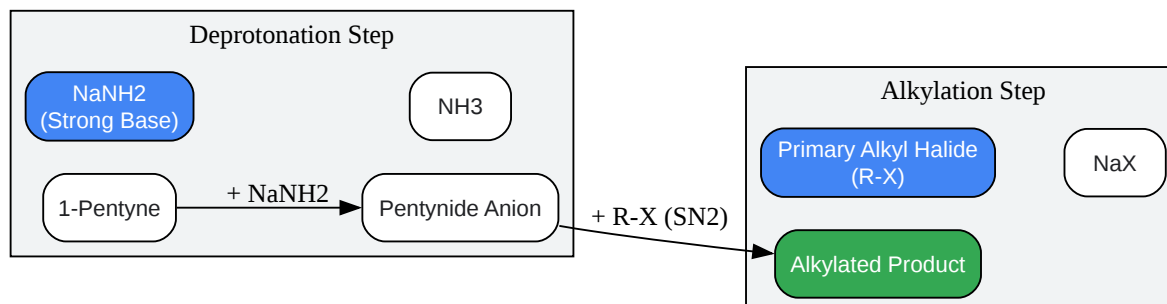 Deprotonation Step
NaNH2
(Strong Base)
NH3
1-Pentyne
+ NaNH2
Pentynide Anion
+ R-X (SN2)
Alkylation Step
Primary Alkyl Halide
(R-X)
NaX
Alkylated Product